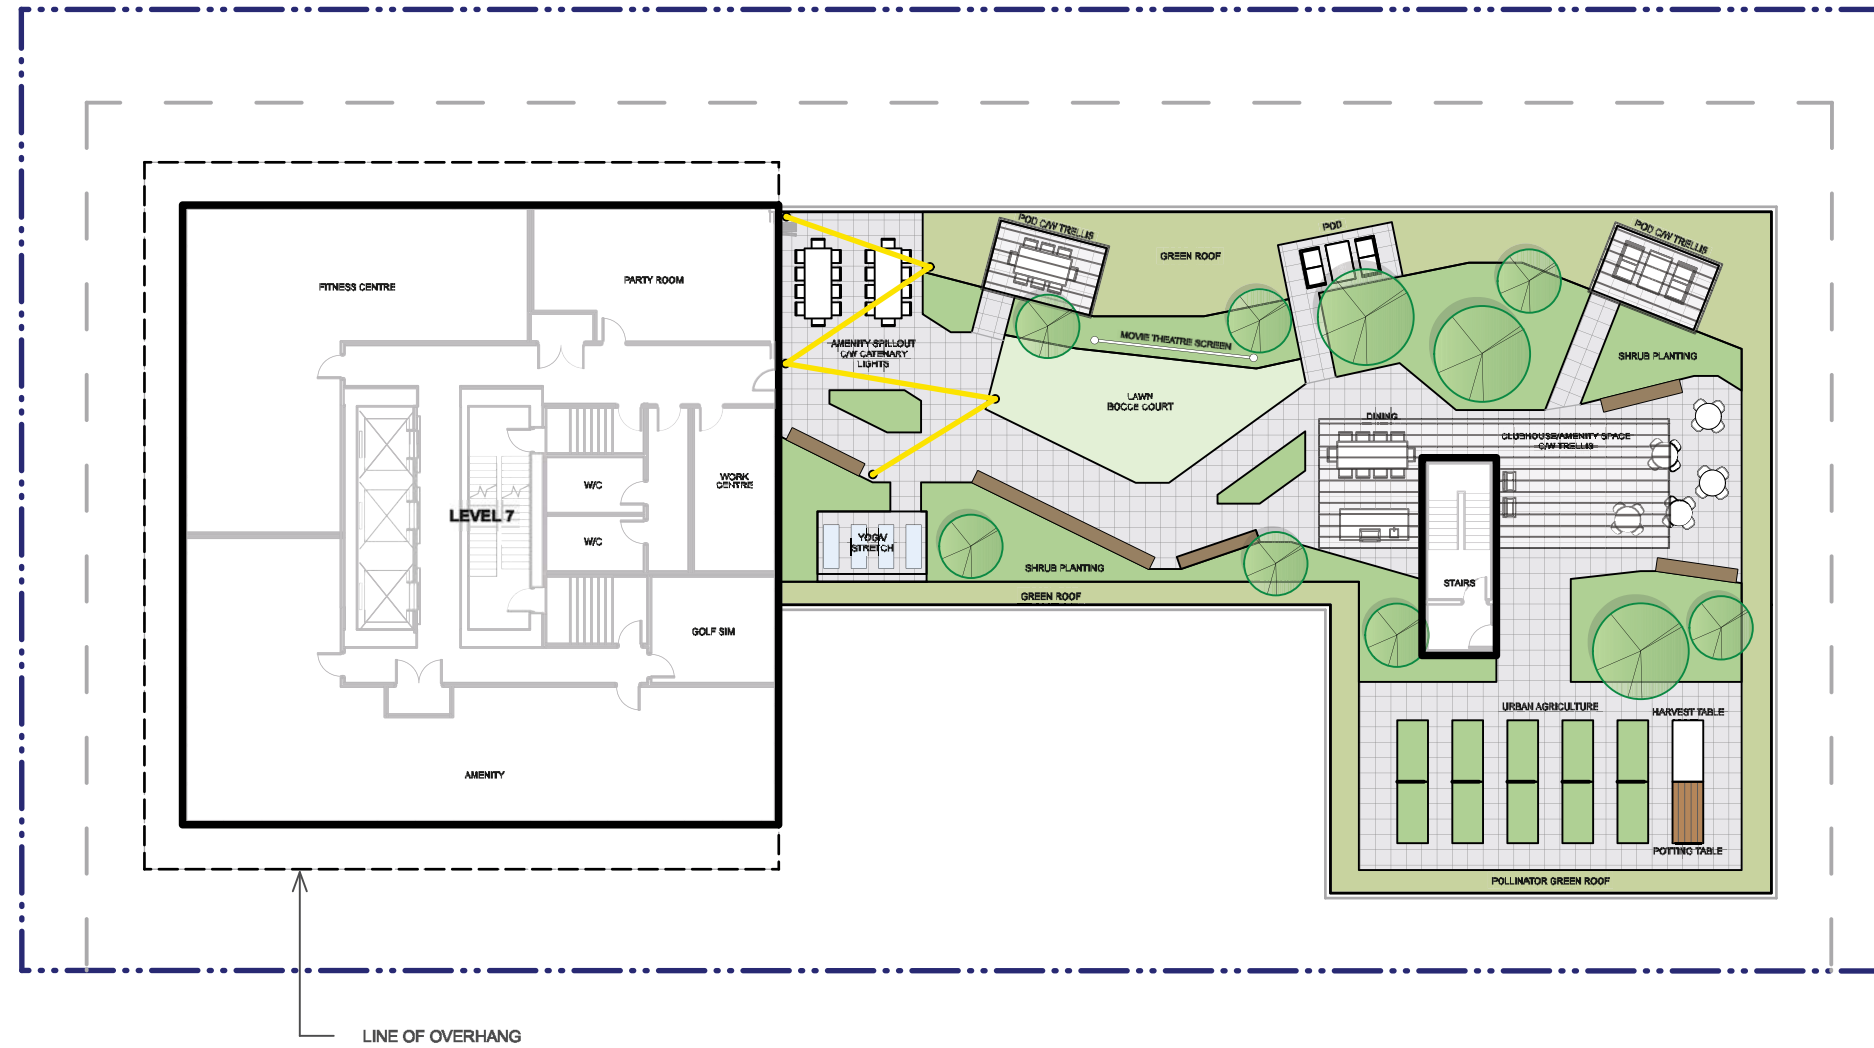 POD C/W TRELLIS
POD
POD C/W TRELLIS
GREEN ROOF
FITNESS CENTRE
PARTY ROOM
AMENITY SPILLOUT
C/W CATENARY
LIGHTS
MOVIE THEATRE SCREEN
SHRUB PLANTING
LAWN
BOCCE COURT
DINING
CLUBHOUSE/AMENITY SPACE
C/W TRELLIS
WORK
CENTRE
W/C
LEVEL 7
W/C
YOGA/
STRETCH
SHRUB PLANTING
STAIRS
GREEN ROOF
GOLF SIM
URBAN AGRICULTURE
HARVEST TABLE
AMENITY
POTTING TABLE
POLLINATOR GREEN ROOF
LINE OF OVERHANG